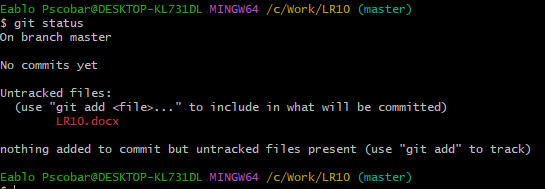 Eablo Pscobar@DESKTOP-KL731DL MINGW64 /c/Work/LR10 (master)
$ git status
On branch master

No commits yet

Untracked files:
  (use "git add <file>..." to include in what will be committed)
        LR10.docx

nothing added to commit but untracked files present (use "git add" to track)

Eablo Pscobar@DESKTOP-KL731DL MINGW64 /c/Work/LR10 (master)
$